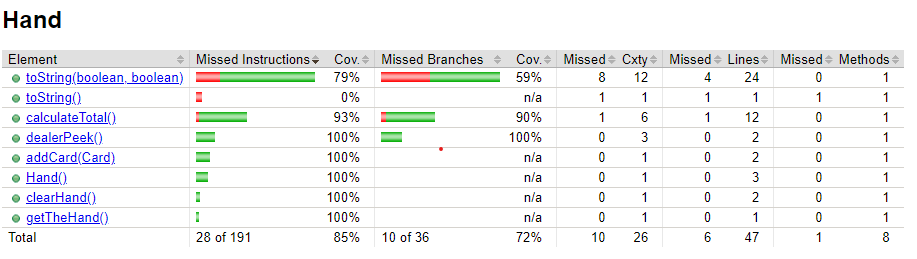 Hand
Element Missed Instructions Cov. Missed Branches Cov. Missed Cxty Missed Lines Missed Methods
toString(boolean, boolean) 79% 59% 8 12 4 24 0 1
toString() 0% n/a 1 1 1 1 1 1
calculateTotal() 93% 90% 1 6 1 12 0 1
dealerPeek() 100% 100% 0 3 0 2 0 1
addCard(Card) 100% n/a 0 1 0 2 0 1
Hand() 100% n/a 0 1 0 3 0 1
clearHand() 100% n/a 0 1 0 2 0 1
getTheHand() 100% n/a 0 1 0 1 0 1
Total 28 of 191 85% 10 of 36 72% 10 26 6 47 1 8